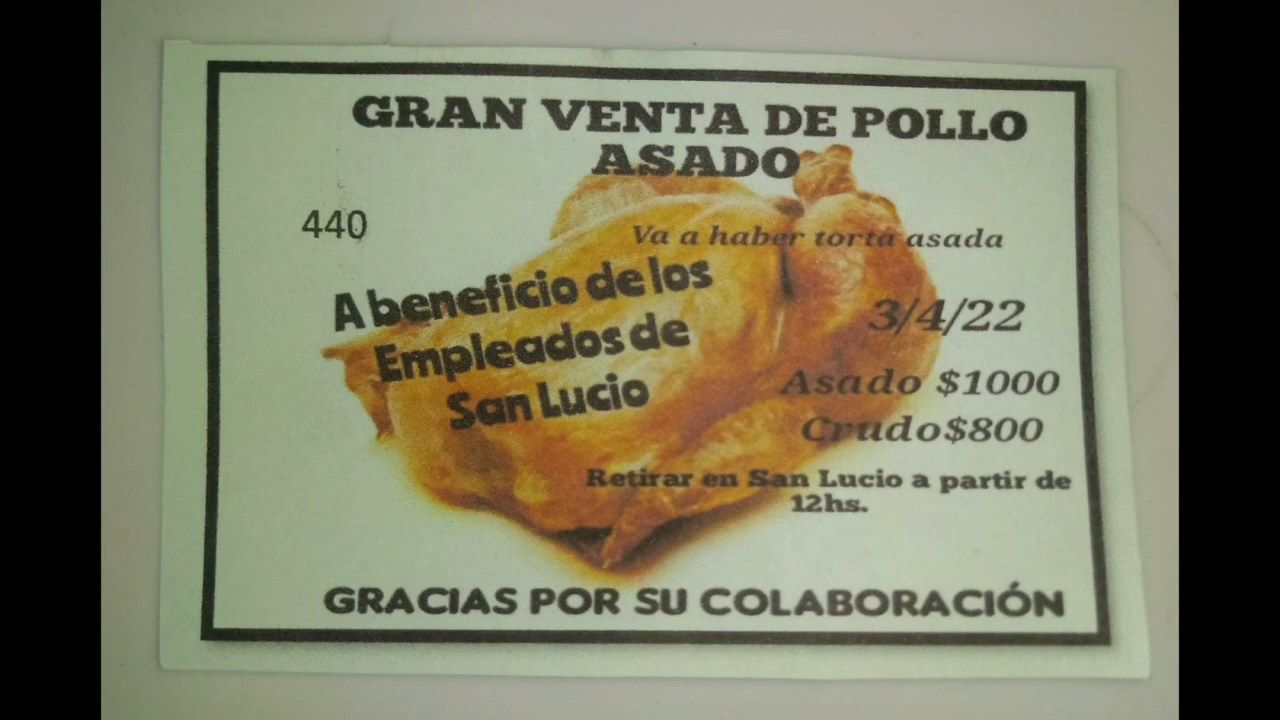 GRAN VENTA DE POLLO
ASADO
440
Va a haber torta asada
A beneficio de los
Empleados de
San Lucio
3/4/22
Asado $1000
Crudo$800
Retirar en San Lucio a partir de
12hs.
GRACIAS POR SU COLABORACIÓN